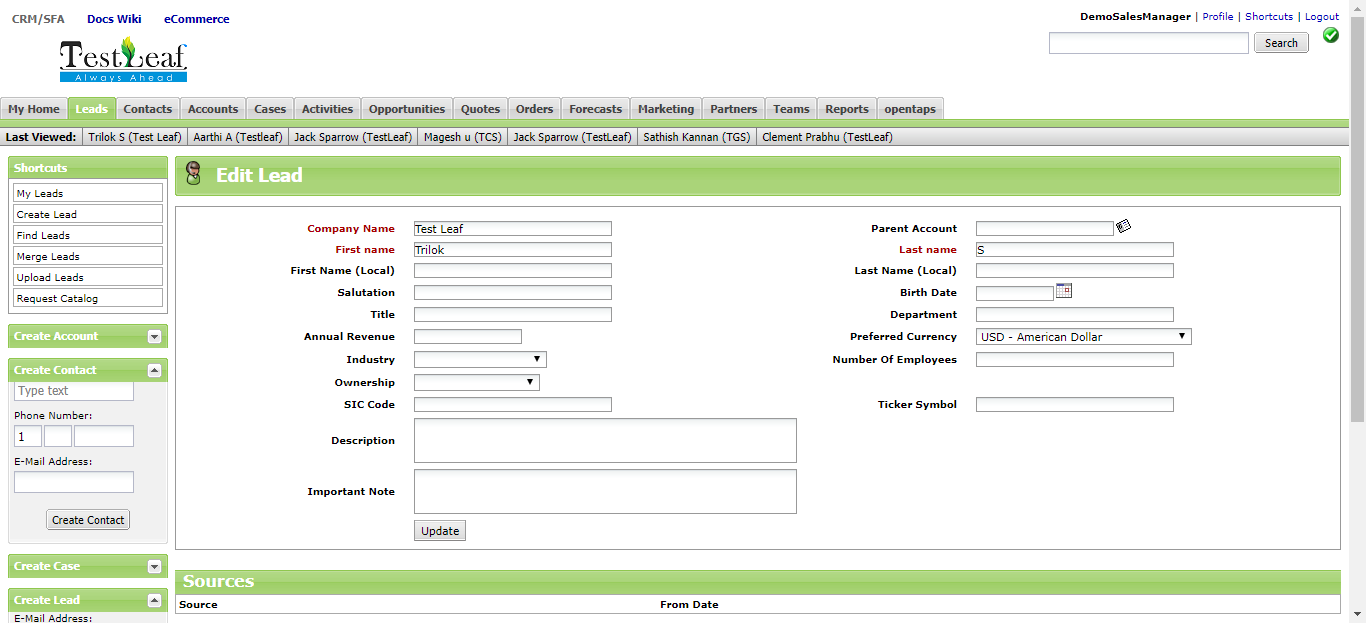 CRM/SFA Docs Wiki eCommerce
DemoSalesManager | Profile | Shortcuts | Logout
Search
TestLeaf
Always Ahead
My Home Leads Contacts Accounts Cases Activities Opportunities Quotes Orders Forecasts Marketing Partners Teams Reports opentaps
Last Viewed: Trilok S (Test Leaf) Aarthi A (Testleaf) Jack Sparrow (TestLeaf) Magesh u (TCS) Jack Sparrow (TestLeaf) Sathish Kannan (TGS) Clement Prabhu (TestLeaf)
Shortcuts
My Leads
Create Lead
Find Leads
Merge Leads
Upload Leads
Request Catalog
Create Account
Create Contact
Type text
Phone Number:
1
E-Mail Address:
Create Contact
Create Case
Create Lead
E-Mail Address:
Edit Lead
Company Name Test Leaf Parent Account
First name Trilok Last name S
First Name (Local) Last Name (Local)
Salutation Birth Date
Title Department
Annual Revenue Preferred Currency USD - American Dollar
Industry Number Of Employees
Ownership
SIC Code Ticker Symbol
Description
Important Note
Update
Sources
Source From Date